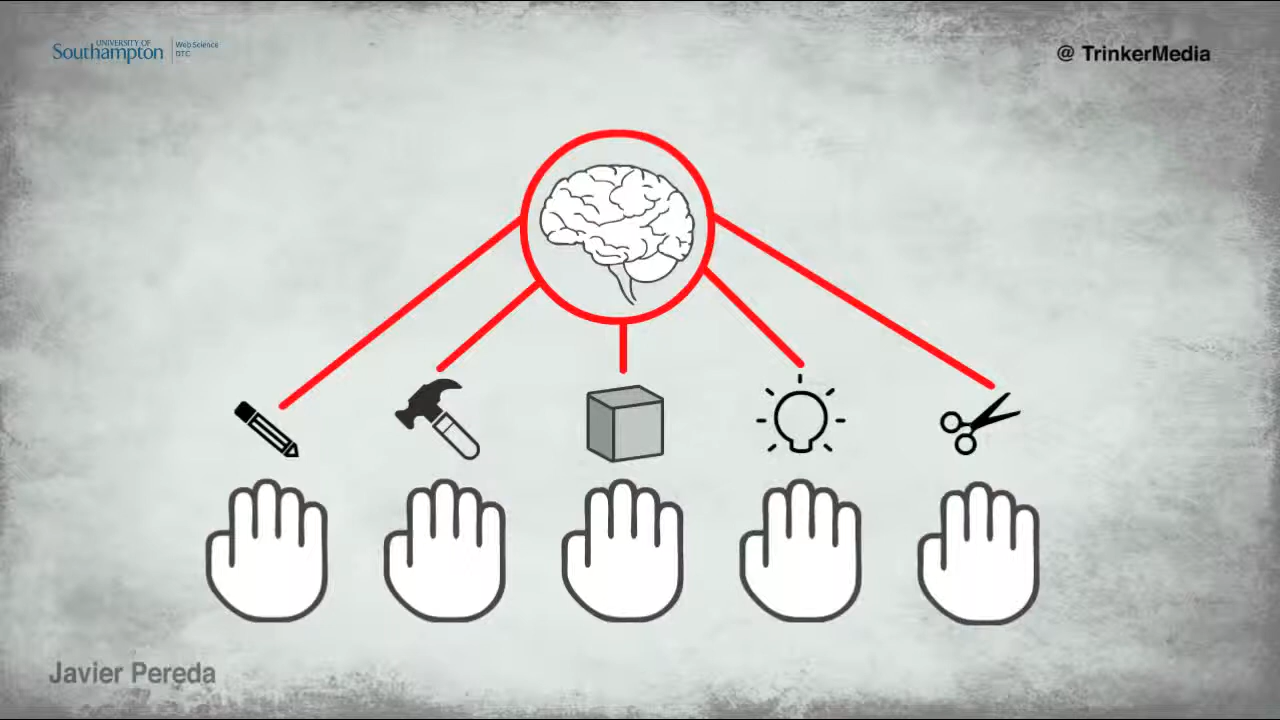 UNIVERSITY OF
Southampton
Web Science
DTC
@ TrinkerMedia
Javier Pereda